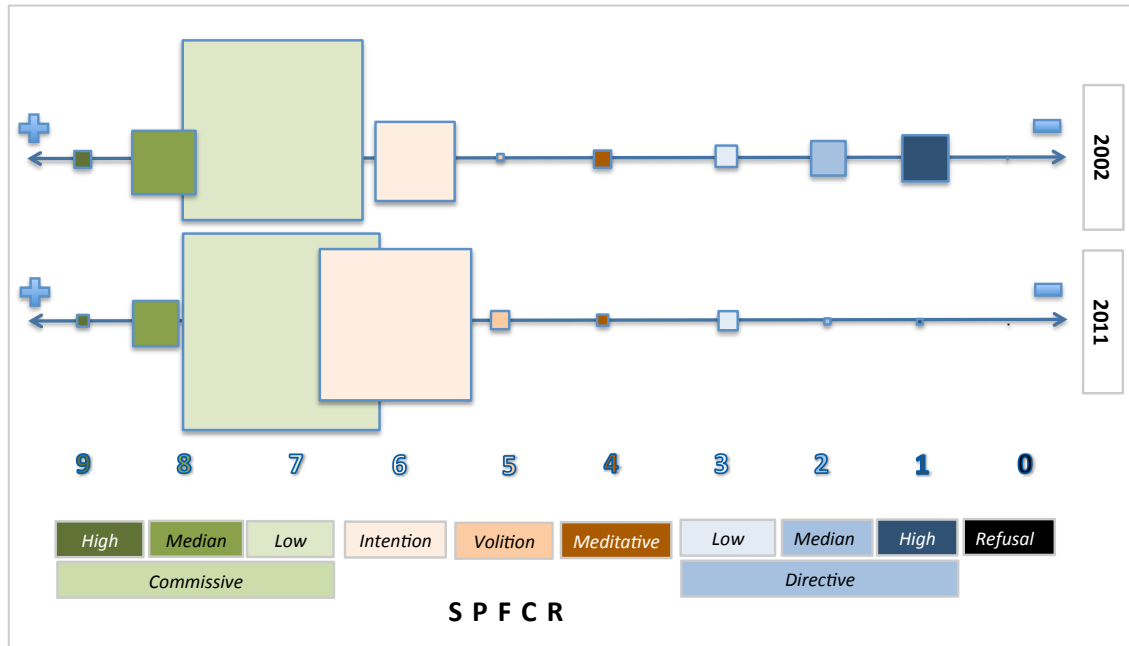 2002
2011
9 8 7 6 5 4 3 2 1 0
High Median Low Intention Volition Meditative Low Median High Refusal
Commissive Directive
S P F C R